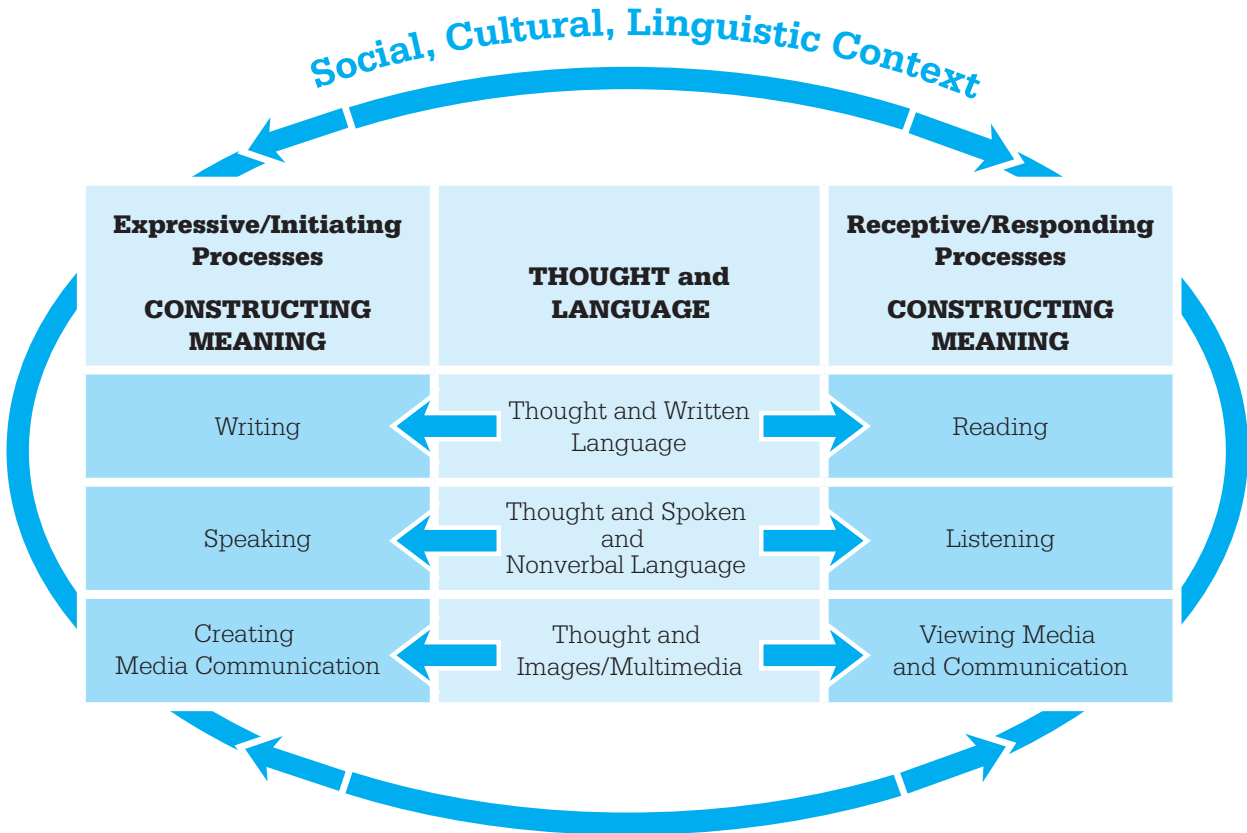 Social, Cultural, Linguistic Context
Expressive/Initiating
Processes
CONSTRUCTING
MEANING
THOUGHT and
LANGUAGE
Receptive/Responding
Processes
CONSTRUCTING
MEANING
Writing
Thought and Written
Language
Reading
Speaking
Thought and Spoken
and
Nonverbal Language
Listening
Creating
Media Communication
Thought and
Images/Multimedia
Viewing Media
and Communication